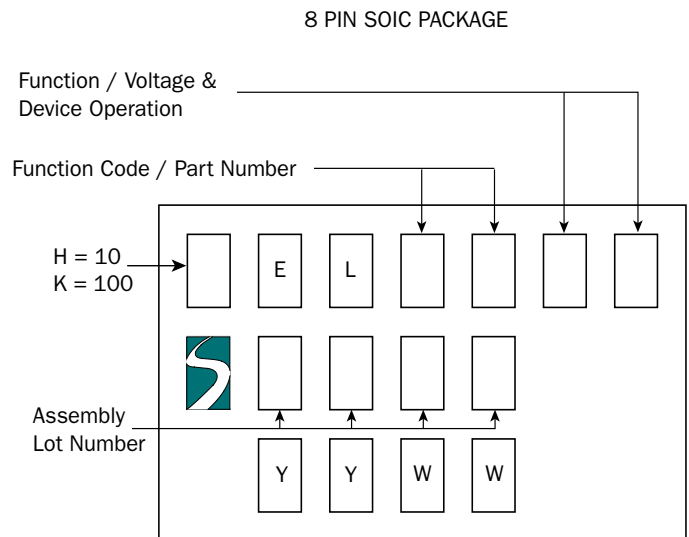 8 PIN SOIC PACKAGE
Function / Voltage &
Device Operation
Function Code / Part Number
H = 10
K = 100
E L
Assembly
Lot Number
Y Y W W